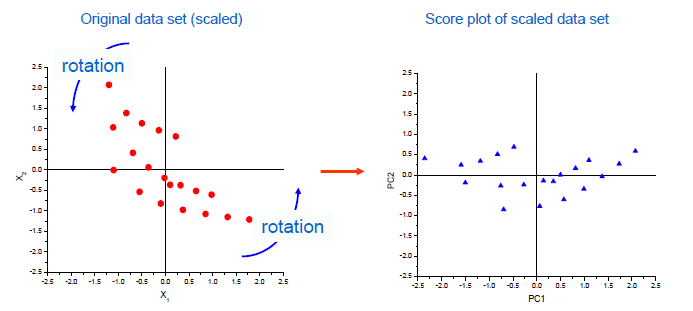 Original data set (scaled)
Score plot of scaled data set
rotation
rotation
2.5
2.0
1.5
1.0
0.5
0.0
-0.5
-1.0
-1.5
-2.0
-2.5
X2
-2.5 -2.0 -1.5 -1.0 -0.5 0.0 0.5 1.0 1.5 2.0 2.5
X1
2.5
2.0
1.5
1.0
0.5
0.0
-0.5
-1.0
-1.5
-2.0
-2.5
PC2
-2.5 -2.0 -1.5 -1.0 -0.5 0.0 0.5 1.0 1.5 2.0 2.5
PC1